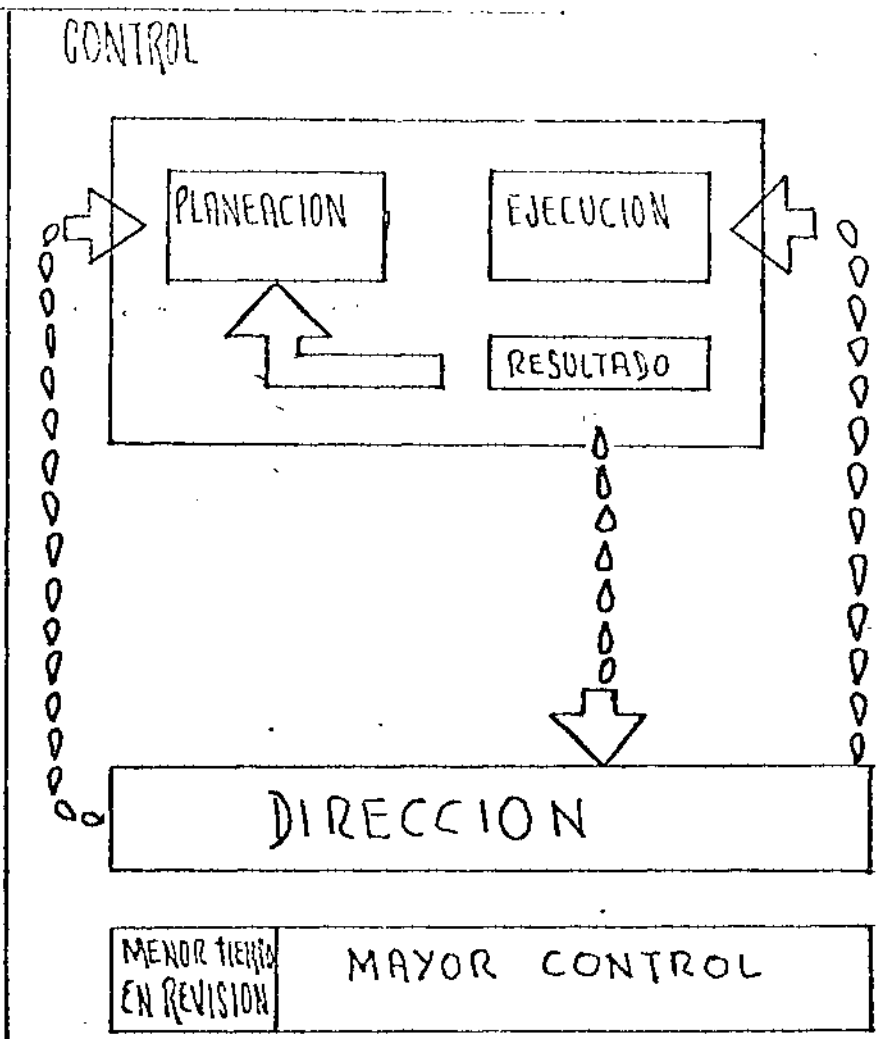 CONTROL
PLANEACION
EJECUCION
RESULTADO
DIRECCION
MENOR TIEMPO
EN REVISION
MAYOR CONTROL